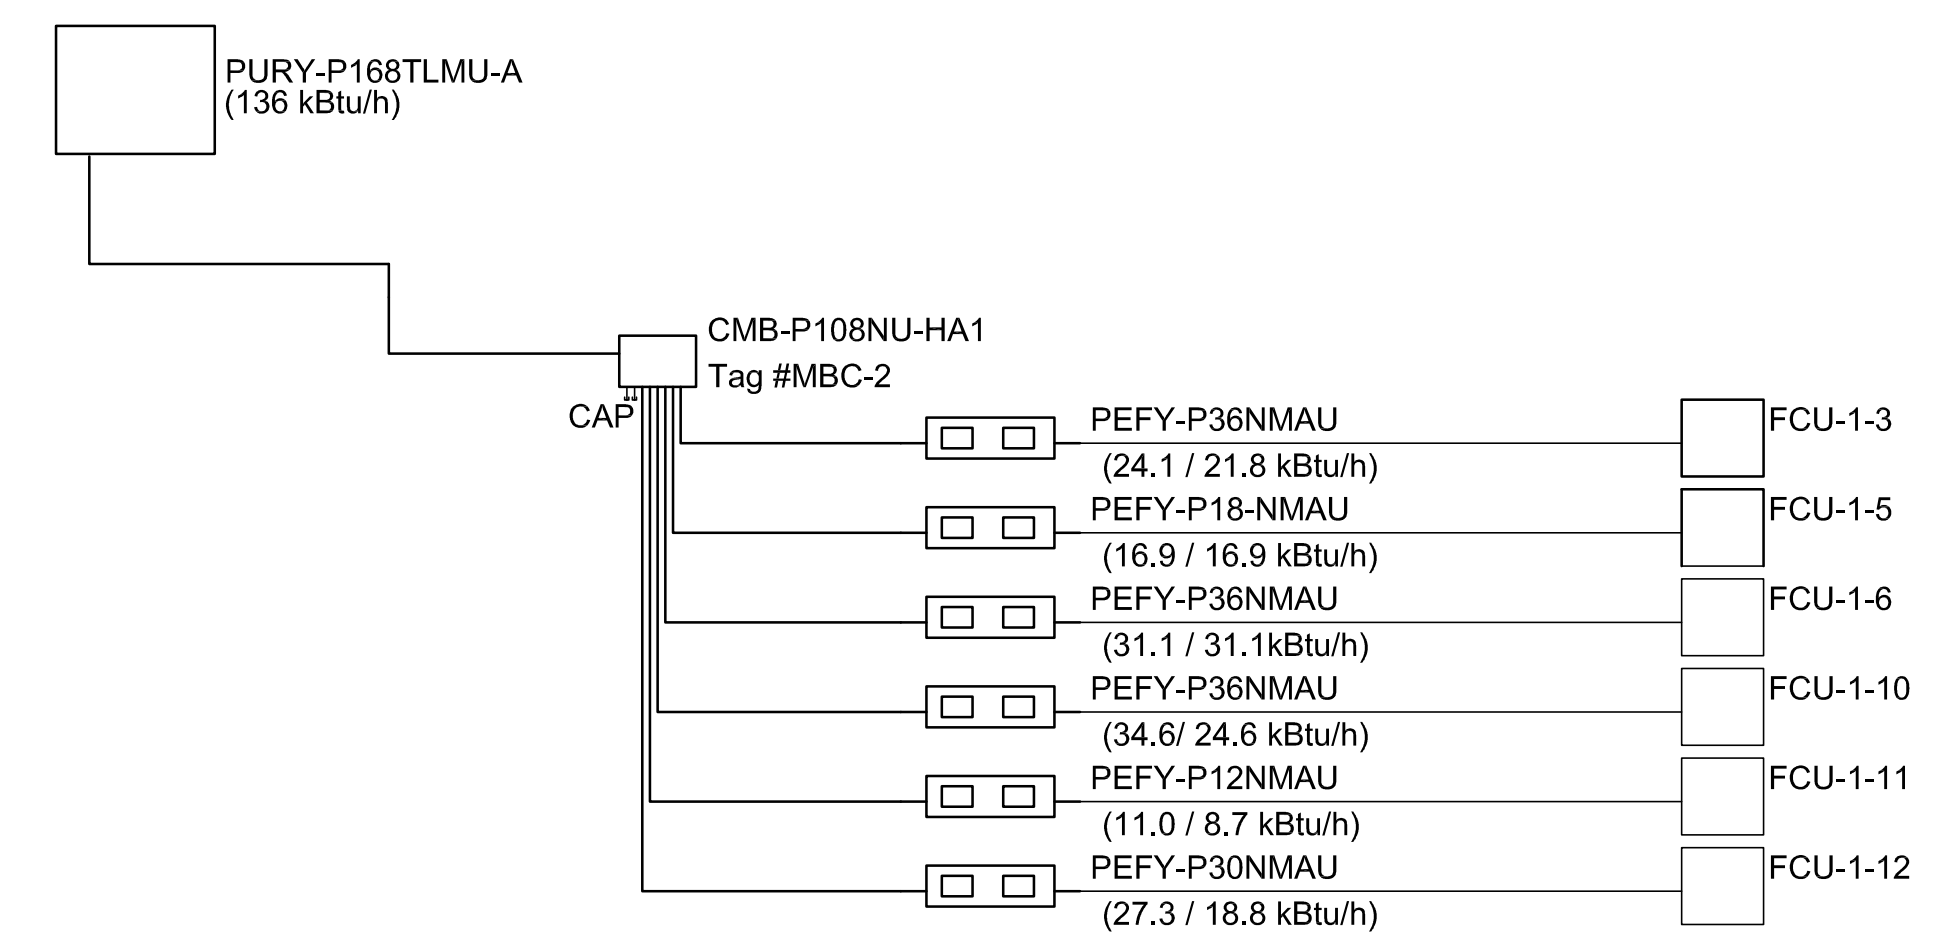 PURY-P168TLMU-A
(136 kBtu/h)
CMB-P108NU-HA1
Tag #MBC-2
CAP
PEFY-P36NMAU
FCU-1-3
(24.1 / 21.8 kBtu/h)
PEFY-P18-NMAU
FCU-1-5
(16.9 / 16.9 kBtu/h)
PEFY-P36NMAU
FCU-1-6
(31.1 / 31.1kBtu/h)
PEFY-P36NMAU
FCU-1-10
(34.6/ 24.6 kBtu/h)
PEFY-P12NMAU
FCU-1-11
(11.0 / 8.7 kBtu/h)
PEFY-P30NMAU
FCU-1-12
(27.3 / 18.8 kBtu/h)